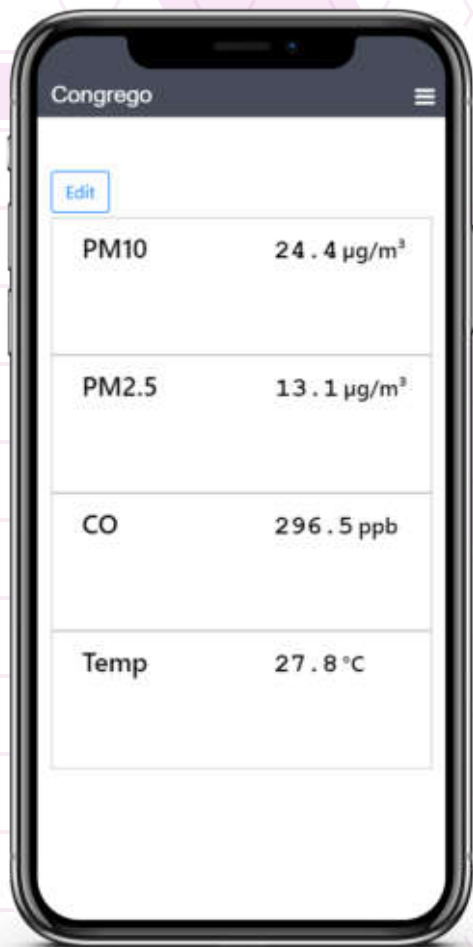 Congrego
Edit
PM10 24.4 µg/m³
PM2.5 13.1 µg/m³
CO 296.5 ppb
Temp 27.8 °C